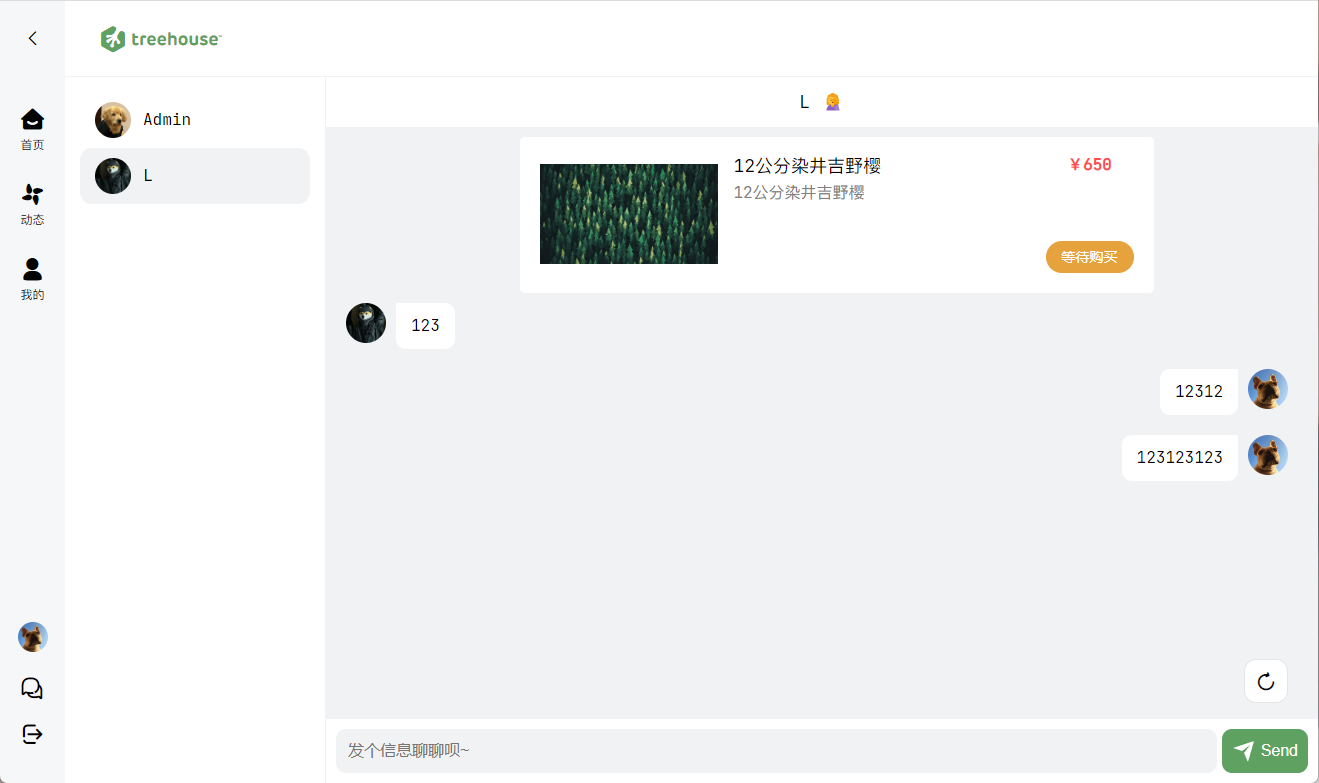 treehouse
首页
动态
我的
Admin
L
L
12公分染井吉野樱
¥650
12公分染井吉野樱
等待购买
123
12312
123123123
发个信息聊聊呗~
Send